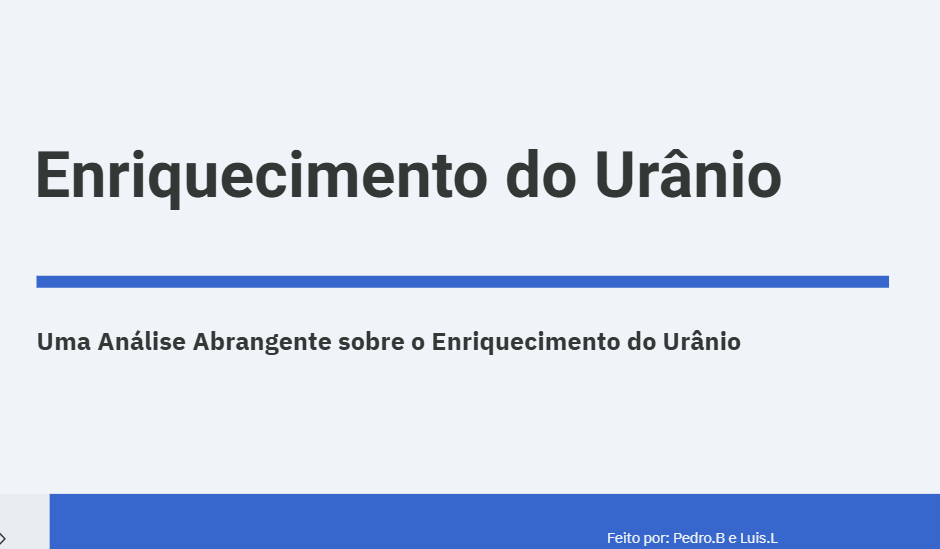 Enriquecimento do Urânio
Uma Análise Abrangente sobre o Enriquecimento do Urânio
Feito por: Pedro.B e Luis.L